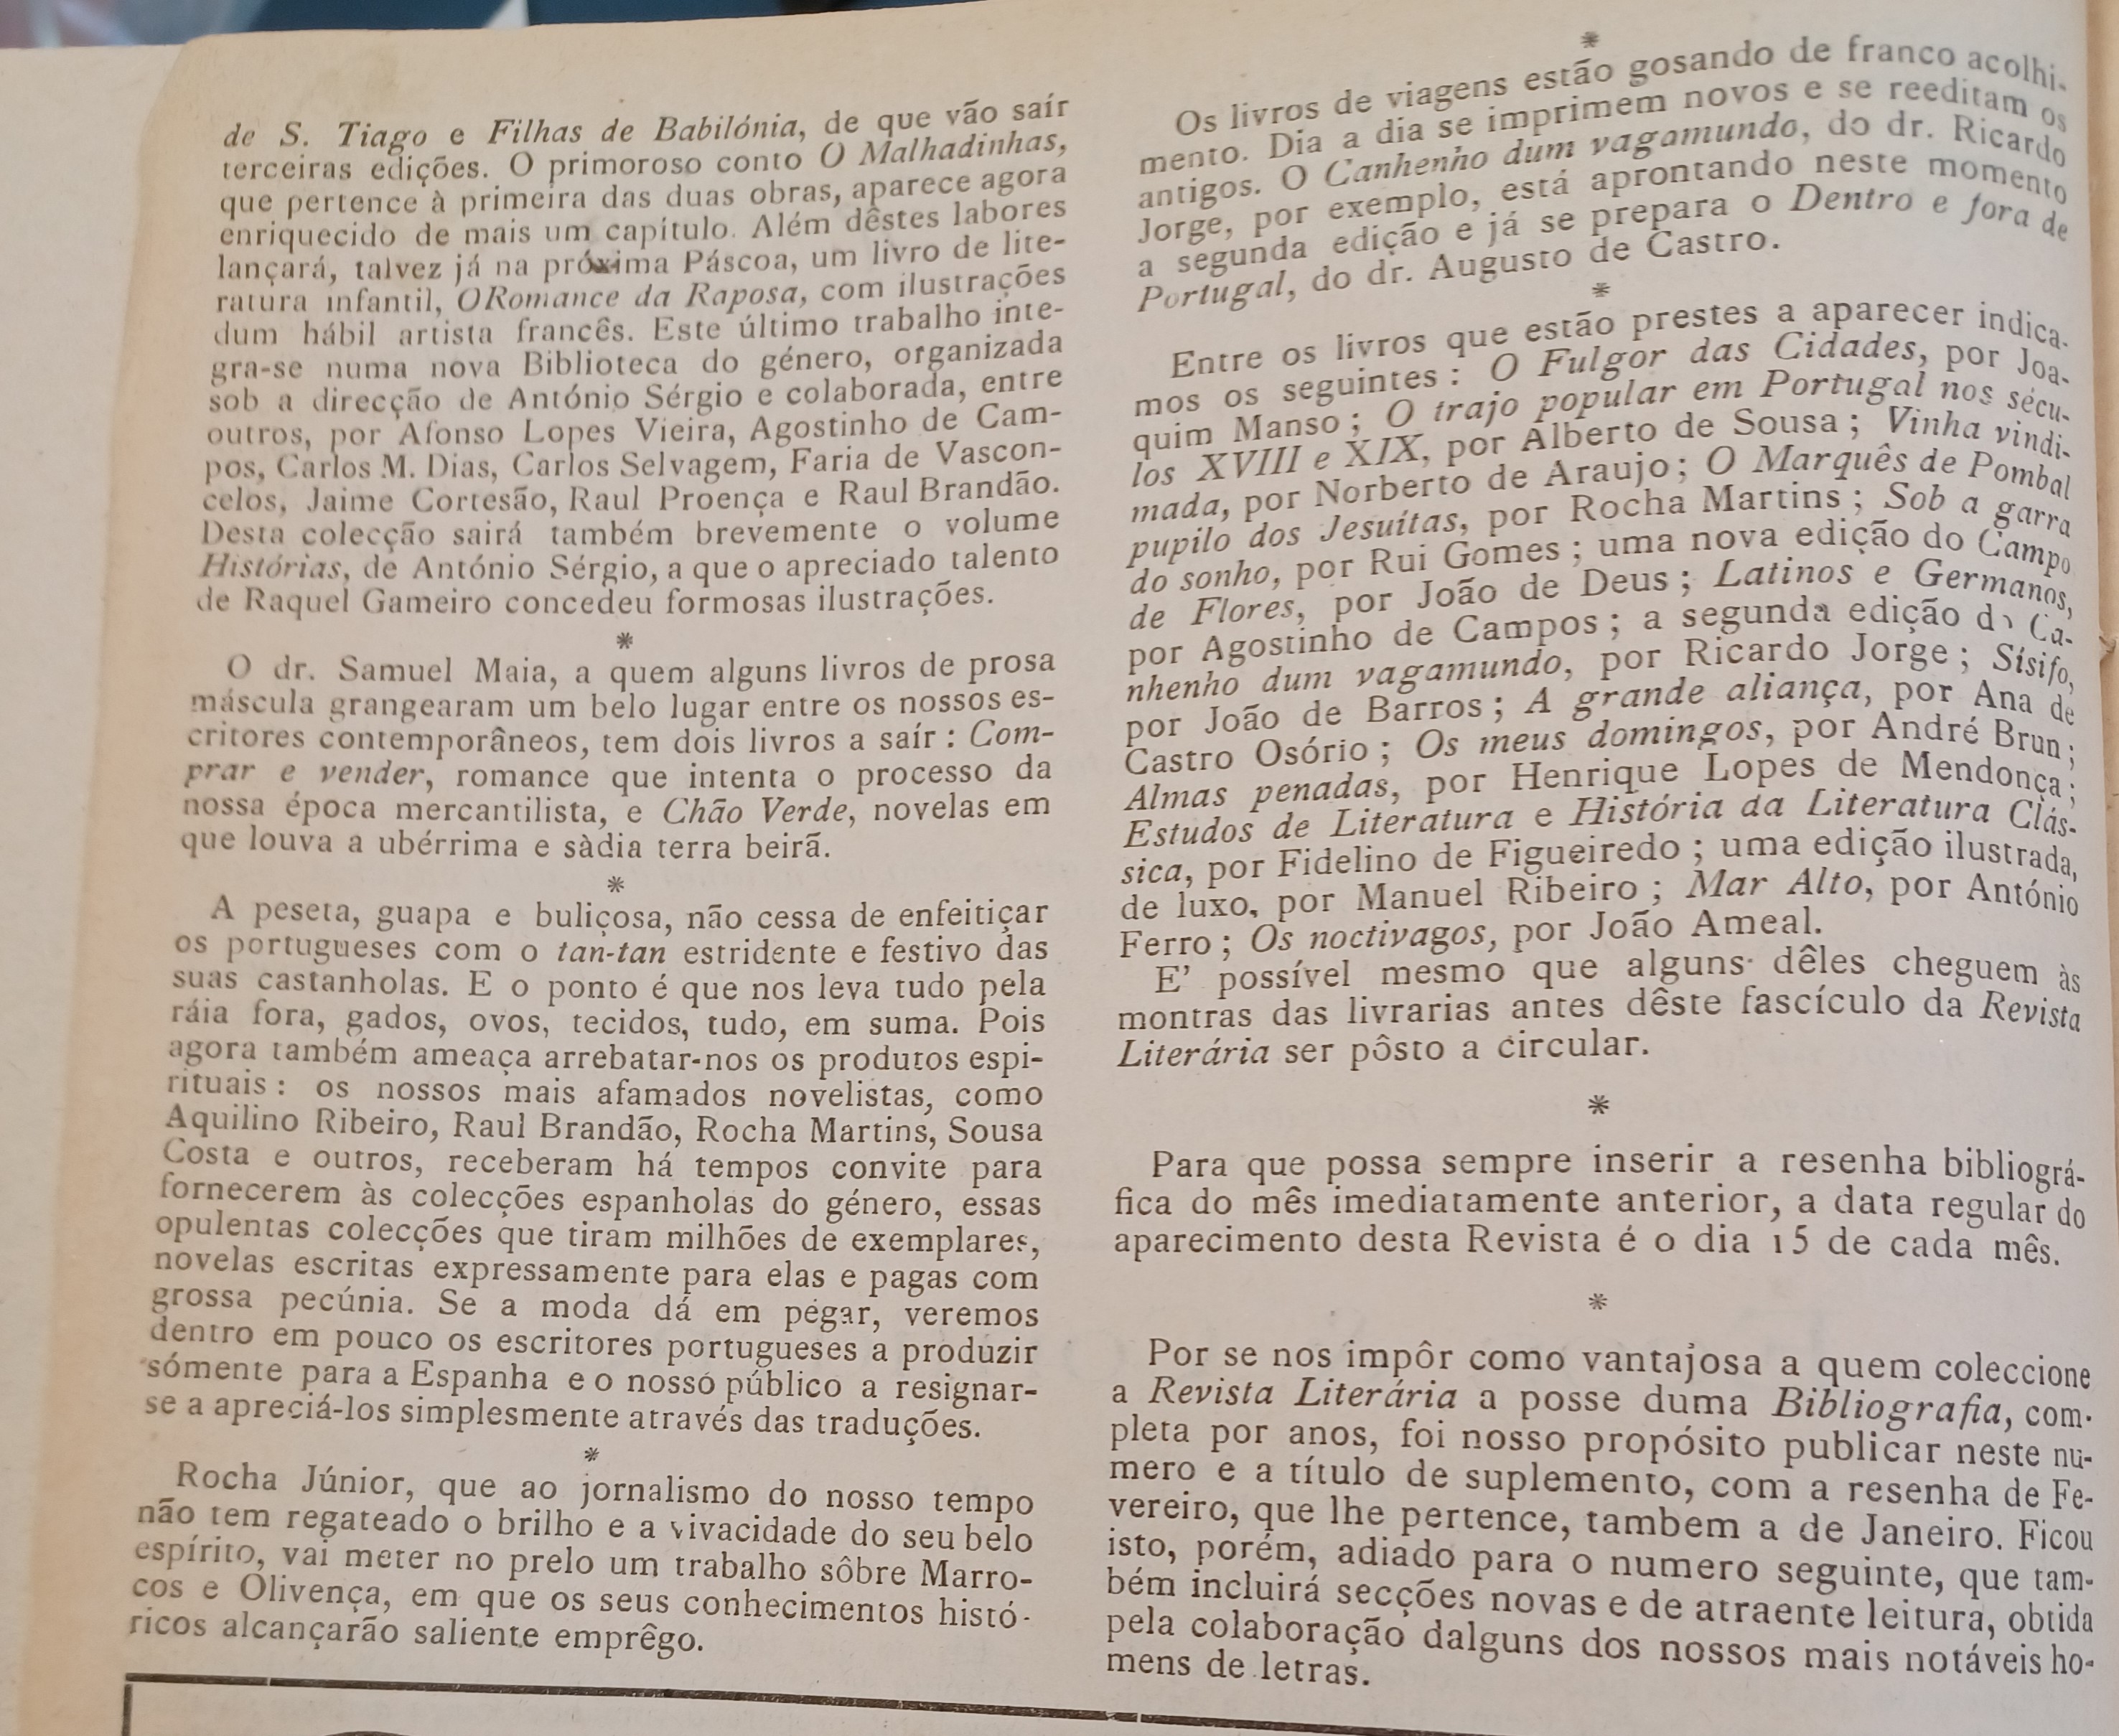 de S. Tiago e Filhas de Babilónia, de que vão saír
terceiras edições. O primoroso conto O Malhadinhas,
que pertence à primeira das duas obras, aparece agora
enriquecido de mais um capítulo. Além dêstes labores
lançará, talvez já na próxima Páscoa, um livro de lite-
ratura infantil, O Romance da Raposa, com ilustrações
dum hábil artista francês. Este último trabalho inte-
gra-se numa nova Biblioteca do género, organizada
sob a direcção de António Sérgio e colaborada, entre
outros, por Afonso Lopes Vieira, Agostinho de Cam-
pos, Carlos M. Dias, Carlos Selvagem, Faria de Vascon-
celos, Jaime Cortesão, Raul Proença e Raul Brandão.
Desta colecção sairá também brevemente o volume
Histórias, de António Sérgio, a que o apreciado talento
de Raquel Gameiro concedeu formosas ilustrações.
*
O dr. Samuel Maia, a quem alguns livros de prosa
máscula grangearam um belo lugar entre os nossos es-
critores contemporâneos, tem dois livros a saír : Com-
prar e vender, romance que intenta o processo da
nossa época mercantilista, e Chão Verde, novelas em
que louva a ubérrima e sàdia terra beirã.
*
A peseta, guapa e buliçosa, não cessa de enfeitiçar
os portugueses com o tan-tan estridente e festivo das
suas castanholas. E o ponto é que nos leva tudo pela
ráia fora, gados, ovos, tecidos, tudo, em suma. Pois
agora também ameaça arrebatar-nos os produtos espi-
rituais : os nossos mais afamados novelistas, como
Aquilino Ribeiro, Raul Brandão, Rocha Martins, Sousa
Costa e outros, receberam há tempos convite para
fornecerem às colecções espanholas do género, essas
opulentas colecções que tiram milhões de exemplares,
novelas escritas expressamente para elas e pagas com
grossa pecúnia. Se a moda dá em pegar, veremos
dentro em pouco os escritores portugueses a produzir
sómente para a Espanha e o nosso público a resignar-
se a apreciá-los simplesmente através das traduções.
*
Rocha Júnior, que ao jornalismo do nosso tempo
não tem regateado o brilho e a vivacidade do seu belo
espírito, vai meter no prelo um trabalho sôbre Marro-
cos e Olivença, em que os seus conhecimentos histó-
ricos alcançarão saliente emprêgo.
*
Os livros de viagens estão gosando de franco acolhi-
mento. Dia a dia se imprimem novos e se reeditam os
antigos. O Canhenho dum vagamundo, do dr. Ricardo
Jorge, por exemplo, está aprontando neste momento
a segunda edição e já se prepara o Dentro e fora de
Portugal, do dr. Augusto de Castro.
*
Entre os livros que estão prestes a aparecer indica-
mos os seguintes : O Fulgor das Cidades, por Joa-
quim Manso ; O trajo popular em Portugal nos sécu-
los XVIII e XIX, por Alberto de Sousa ; Vinha vindi-
mada, por Norberto de Araujo ; O Marquês de Pombal
pupilo dos Jesuítas, por Rocha Martins ; Sob a garra
do sonho, por Rui Gomes ; uma nova edição do Campo
de Flores, por João de Deus ; Latinos e Germanos,
por Agostinho de Campos ; a segunda edição do Ca-
nhenho dum vagamundo, por Ricardo Jorge ; Sísifo,
por João de Barros ; A grande aliança, por Ana de
Castro Osório ; Os meus domingos, por André Brun ;
Almas penadas, por Henrique Lopes de Mendonça ;
Estudos de Literatura e História da Literatura Clás-
sica, por Fidelino de Figueiredo ; uma edição ilustrada,
de luxo, por Manuel Ribeiro ; Mar Alto, por António
Ferro ; Os noctivagos, por João Ameal.
E' possível mesmo que alguns dêles cheguem às
montras das livrarias antes dêste fascículo da Revista
Literária ser pôsto a circular.
*
Para que possa sempre inserir a resenha bibliográ-
fica do mês imediatamente anterior, a data regular do
aparecimento desta Revista é o dia 15 de cada mês.
*
Por se nos impôr como vantajosa a quem coleccione
a Revista Literária a posse duma Bibliografia, com-
pleta por anos, foi nosso propósito publicar neste nu-
mero e a título de suplemento, com a resenha de Fe-
vereiro, que lhe pertence, tambem a de Janeiro. Ficou
isto, porém, adiado para o numero seguinte, que tam-
bém incluirá secções novas e de atraente leitura, obtida
pela colaboração dalguns dos nossos mais notáveis ho-
mens de letras.